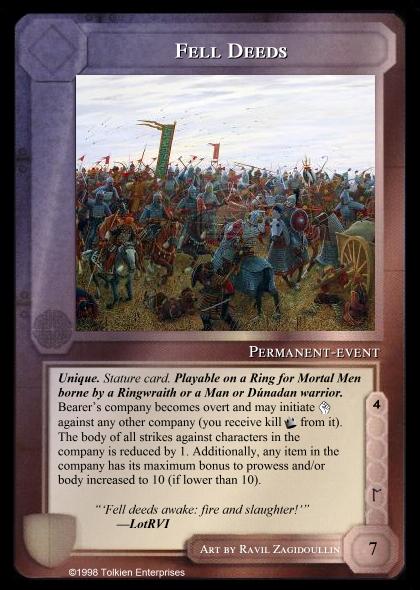 FELL DEEDS
PERMANENT-EVENT
Unique. Stature card. Playable on a Ring for Mortal Men
borne by a Ringwraith or a Man or Dúnadan warrior.
Bearer's company becomes overt and may initiate
against any other company (you receive kill from it).
The body of all strikes against characters in the
company is reduced by 1. Additionally, any item in the
company has its maximum bonus to prowess and/or
body increased to 10 (if lower than 10).
4
"'Fell deeds awake: fire and slaughter!'"
—LotRVI
ART BY RAVIL ZAGIDOULLIN
7
©1998 Tolkien Enterprises